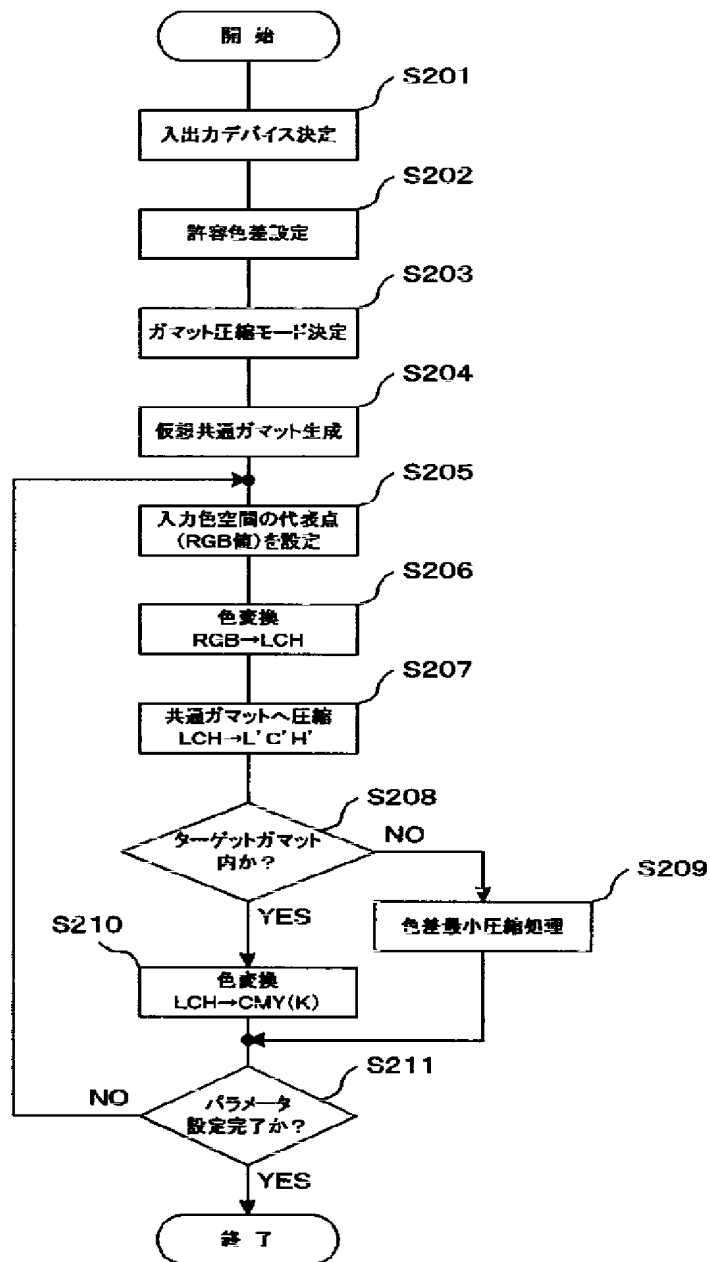 開始
S201
入出力デバイス決定
S202
許容色差設定
S203
ガマット圧縮モード決定
S204
仮想共通ガマット生成
S205
入力色空間の代表点
(RGB値)を設定
S206
色変換
RGB→LCH
S207
共通ガマットへ圧縮
LCH→L'C'H'
S208
ターゲットガマット
内か?
NO
YES
S209
色差最小圧縮処理
S210
色変換
LCH→CMY(K)
S211
パラメータ
設定完了か?
NO
YES
終了